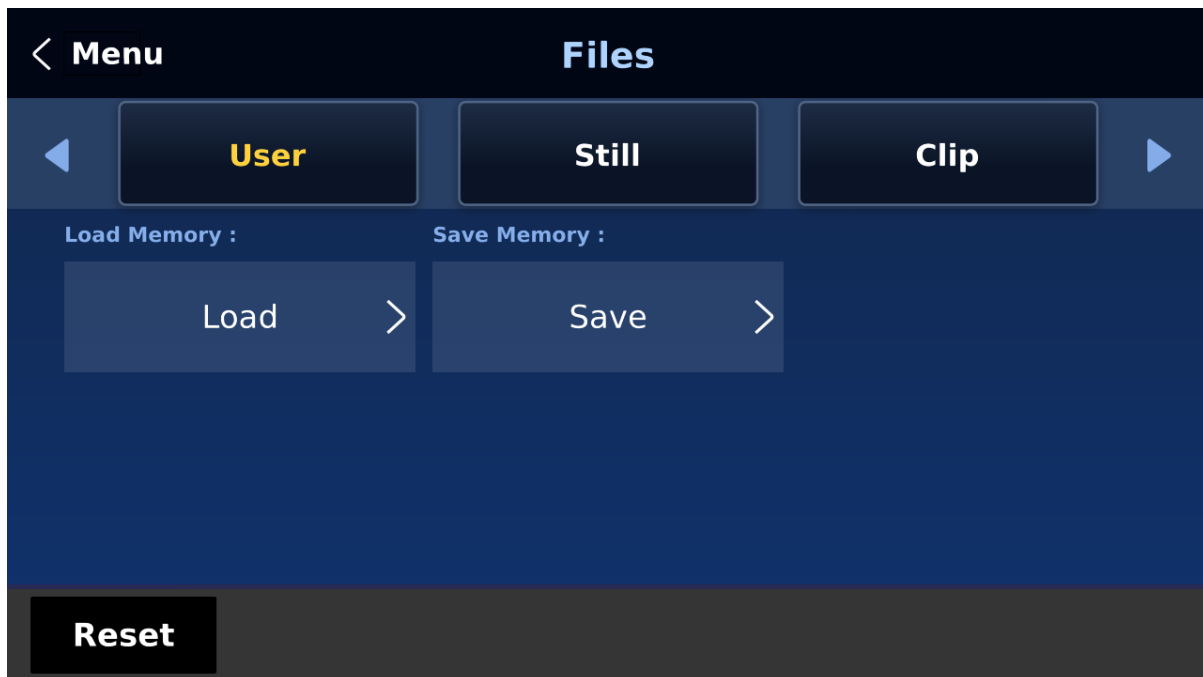 Menu
Files
User
Still
Clip
Load Memory :
Save Memory :
Load
Save
Reset